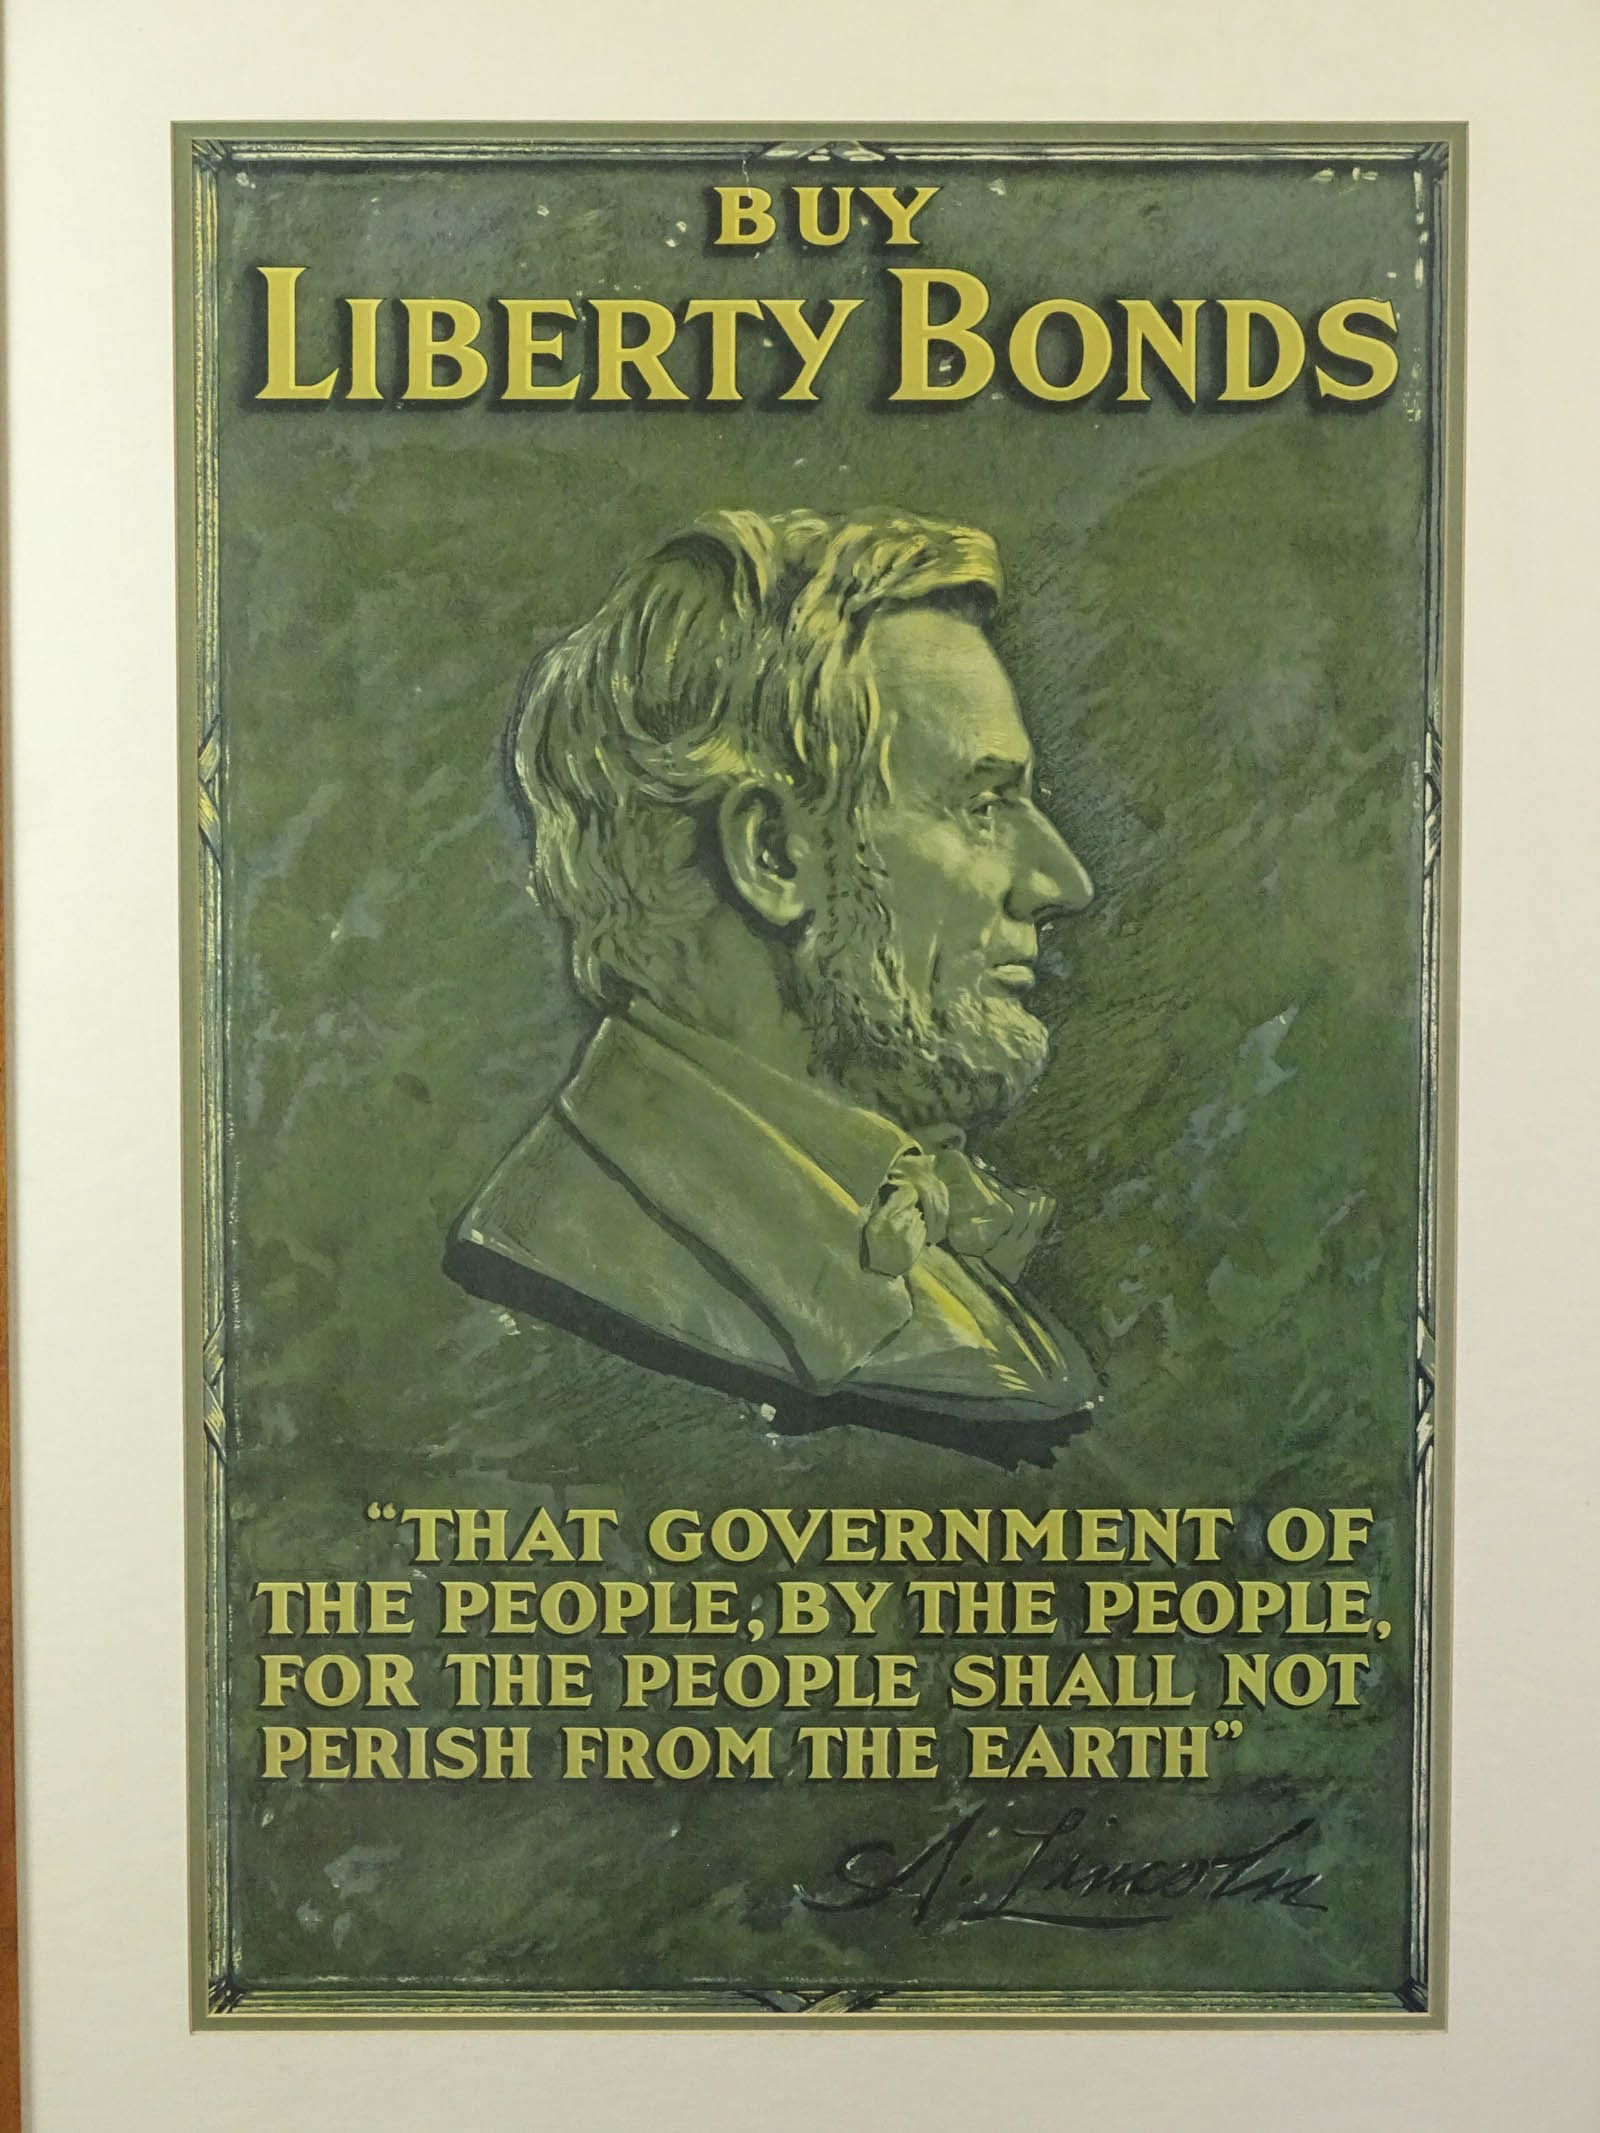 BUY
LIBERTY BONDS
“THAT GOVERNMENT OF
THE PEOPLE, BY THE PEOPLE,
FOR THE PEOPLE SHALL NOT
PERISH FROM THE EARTH”
A. Lincoln